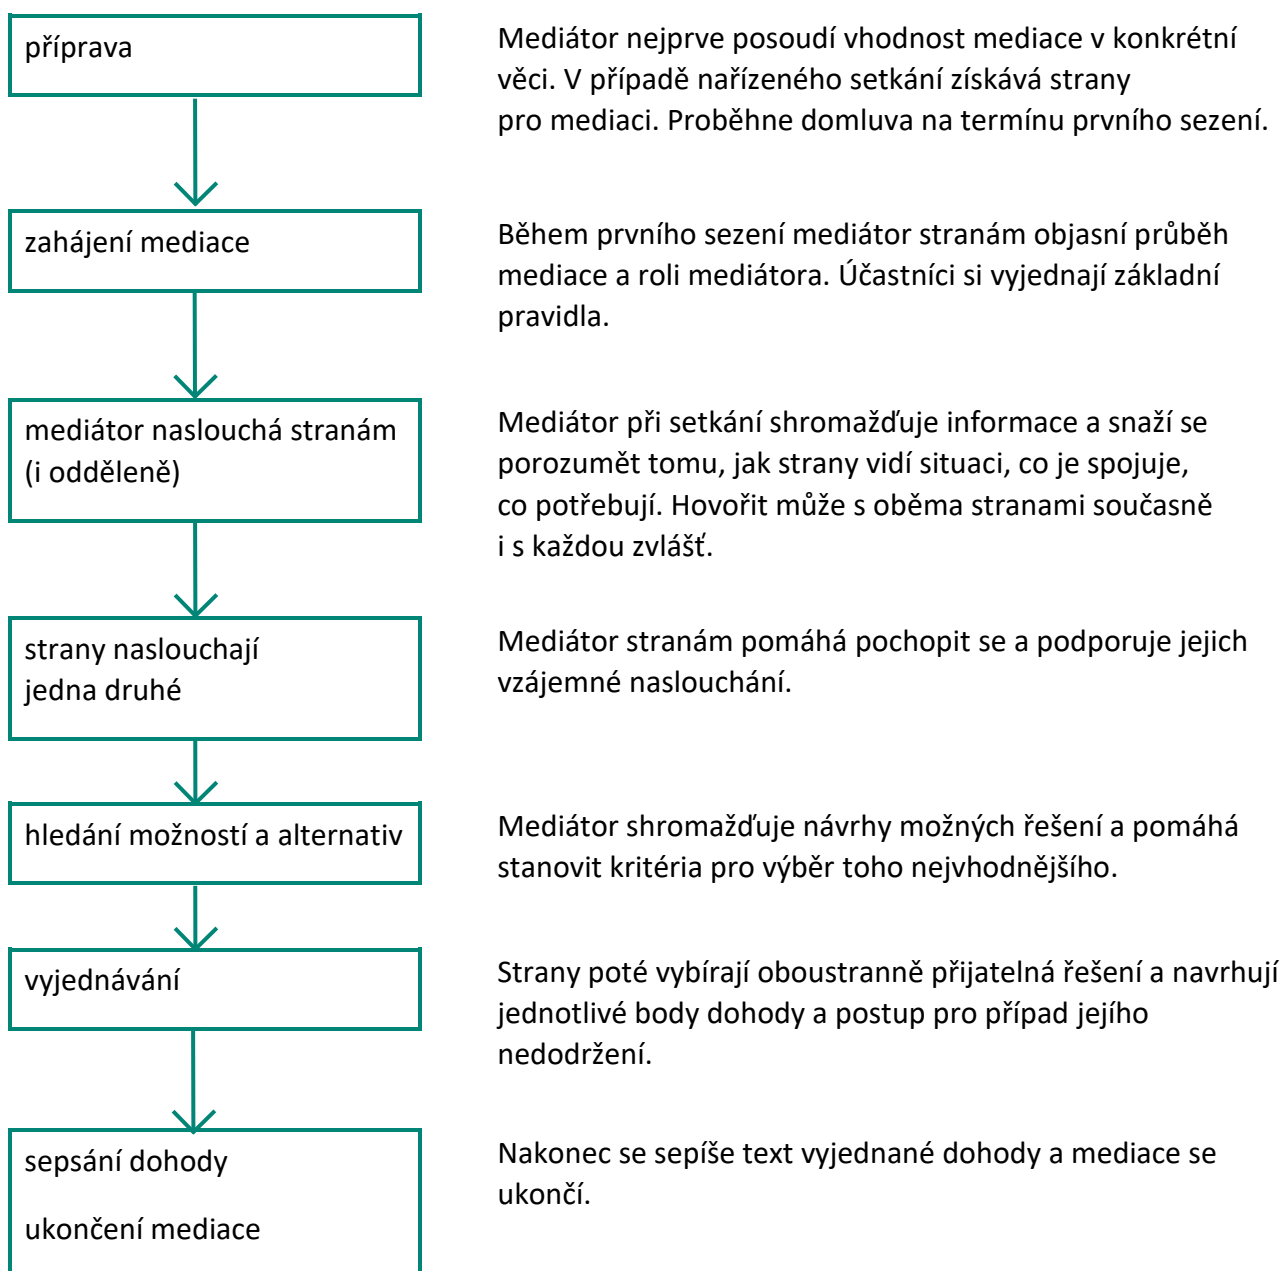 příprava
Mediátor nejprve posoudí vhodnost mediace v konkrétní
věci. V případě nařízeného setkání získává strany
pro mediaci. Proběhne domluva na termínu prvního sezení.
zahájení mediace
Během prvního sezení mediátor stranám objasní průběh
mediace a roli mediátora. Účastníci si vyjednají základní
pravidla.
mediátor naslouchá stranám
(i odděleně)
Mediátor při setkání shromažďuje informace a snaží se
porozumět tomu, jak strany vidí situaci, co je spojuje,
co potřebují. Hovořit může s oběma stranami současně
i s každou zvlášť.
strany naslouchají
jedna druhé
Mediátor stranám pomáhá pochopit se a podporuje jejich
vzájemné naslouchání.
hledání možností a alternativ
Mediátor shromažďuje návrhy možných řešení a pomáhá
stanovit kritéria pro výběr toho nejvhodnějšího.
vyjednávání
Strany poté vybírají oboustranně přijatelná řešení a navrhují
jednotlivé body dohody a postup pro případ jejího
nedodržení.
sepsání dohody
ukončení mediace
Nakonec se sepíše text vyjednané dohody a mediace se
ukončí.